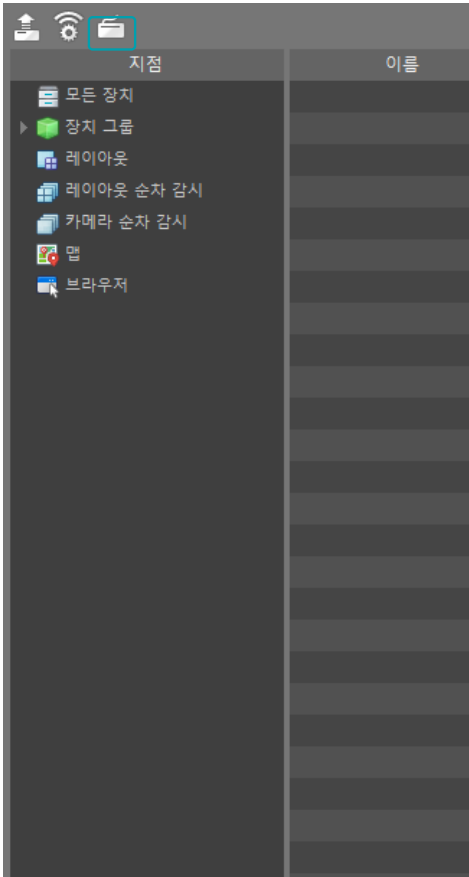 지점
이름
모든 장치
장치 그룹
레이아웃
레이아웃 순차 감시
카메라 순차 감시
맵
브라우저